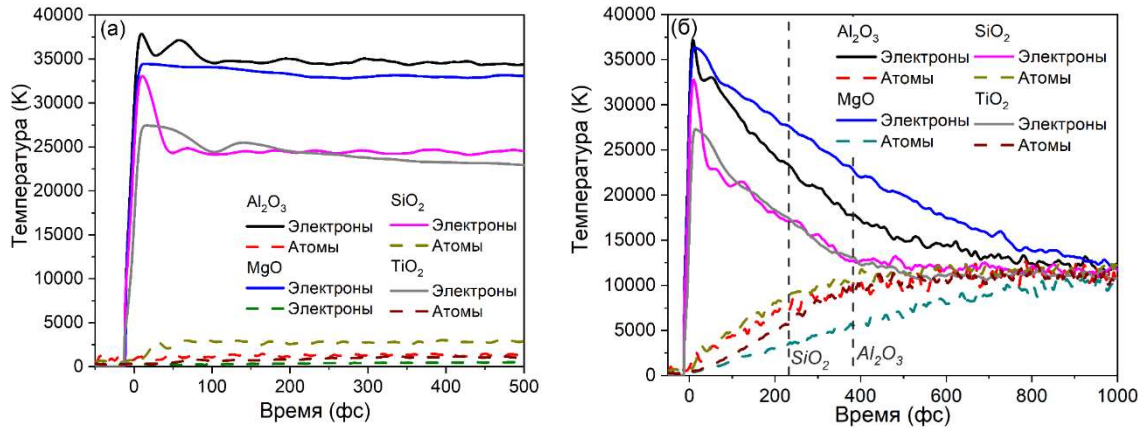 (а)
40000
35000
30000
25000
20000
15000
10000
5000
0
Температура (K)
0 100 200 300 400 500
Время (фс)
Al₂O₃ SiO₂
Электроны Электроны
Атомы Атомы
MgO TiO₂
Электроны Электроны
Электроны Атомы
(б)
40000
35000
30000
25000
20000
15000
10000
5000
0
Температура (K)
0 200 400 600 800 1000
Время (фс)
Al₂O₃ SiO₂
Электроны Электроны
Атомы Атомы
MgO TiO₂
Электроны Электроны
Атомы Атомы
SiO₂ Al₂O₃